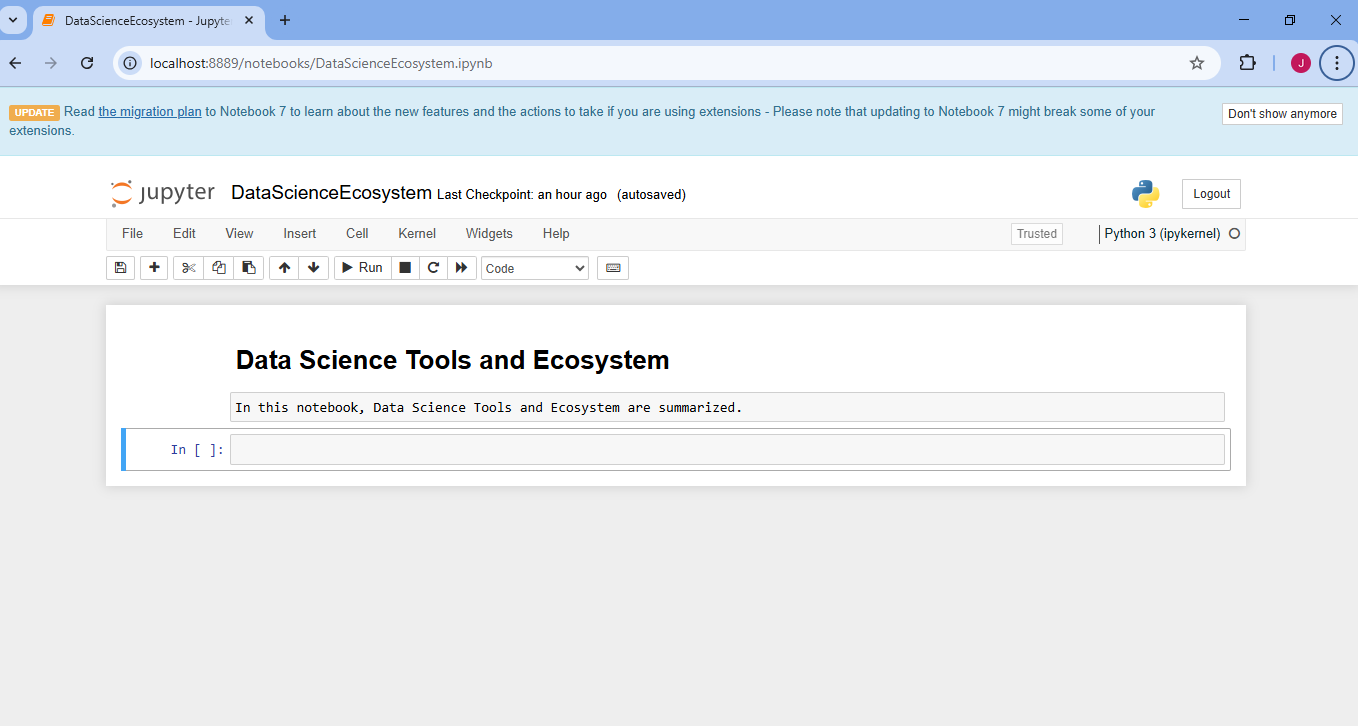 DataScienceEcosystem - Jupyte
localhost:8889/notebooks/DataScienceEcosystem.ipynb
J
UPDATE Read the migration plan to Notebook 7 to learn about the new features and the actions to take if you are using extensions - Please note that updating to Notebook 7 might break some of your
extensions.
Don't show anymore
jupyter DataScienceEcosystem Last Checkpoint: an hour ago (autosaved)
Logout
File Edit View Insert Cell Kernel Widgets Help
Trusted
Python 3 (ipykernel)
Run
Code
Data Science Tools and Ecosystem
In this notebook, Data Science Tools and Ecosystem are summarized.
In [ ]: